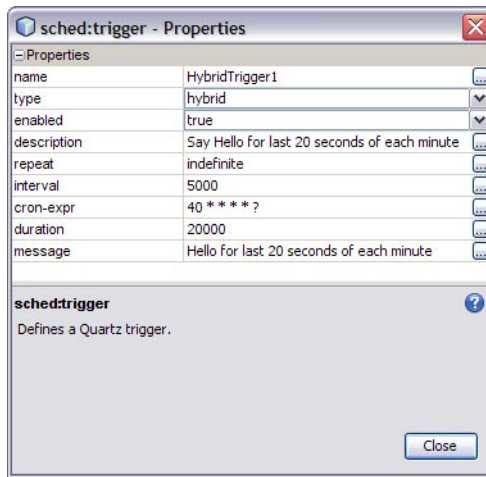 sched:trigger - Properties
Properties
name HybridTrigger1 ...
type hybrid
enabled true
description Say Hello for last 20 seconds of each minute ...
repeat indefinite ...
interval 5000 ...
cron-expr 40 * * * * ? ...
duration 20000 ...
message Hello for last 20 seconds of each minute ...
sched:trigger ?
Defines a Quartz trigger.
Close